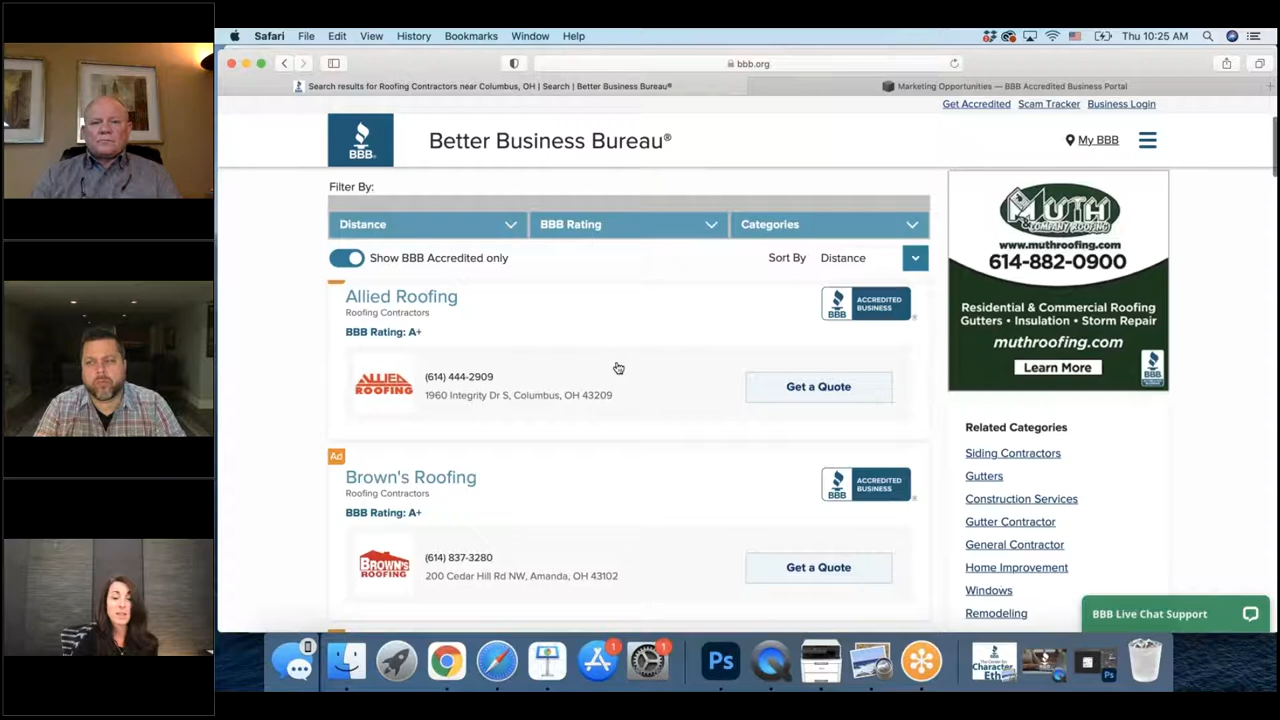 Safari File Edit View History Bookmarks Window Help
Thu 10:25 AM
bbb.org
Search results for Roofing Contractors near Columbus, OH | Search | Better Business Bureau®
Marketing Opportunities — BBB Accredited Business Portal
Get Accredited Scam Tracker Business Login
BBB
Better Business Bureau®
My BBB
Filter By:
Distance
BBB Rating
Categories
Show BBB Accredited only
Sort By Distance
Allied Roofing
Roofing Contractors
BBB Rating: A+
BBB
ACCREDITED
BUSINESS
ALLIED
ROOFING
(614) 444-2909
1960 Integrity Dr S, Columbus, OH 43209
Get a Quote
Ad
Brown's Roofing
Roofing Contractors
BBB Rating: A+
BBB
ACCREDITED
BUSINESS
BROWN'S
ROOFING
(614) 837-3280
200 Cedar Hill Rd NW, Amanda, OH 43102
Get a Quote
MUTH
COMPANY ROOFING
www.muthroofing.com
614-882-0900
Residential & Commercial Roofing
Gutters • Insulation • Storm Repair
muthroofing.com
Learn More
BBB
Related Categories
Siding Contractors
Gutters
Construction Services
Gutter Contractor
General Contractor
Home Improvement
Windows
Remodeling
BBB Live Chat Support
1
1
Ps
Character
Ps